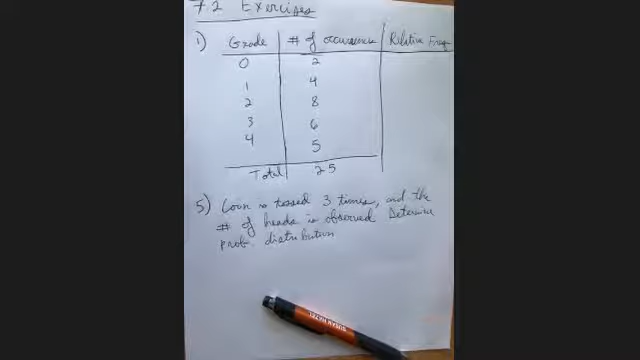 7.2 Exercises
1) Grade # of occurrences Relative Freq
0 2
1 4
2 8
3 6
4 5
Total 25
5) Coin is tossed 3 times, and the
# of heads is observed Determine
prob. distribution